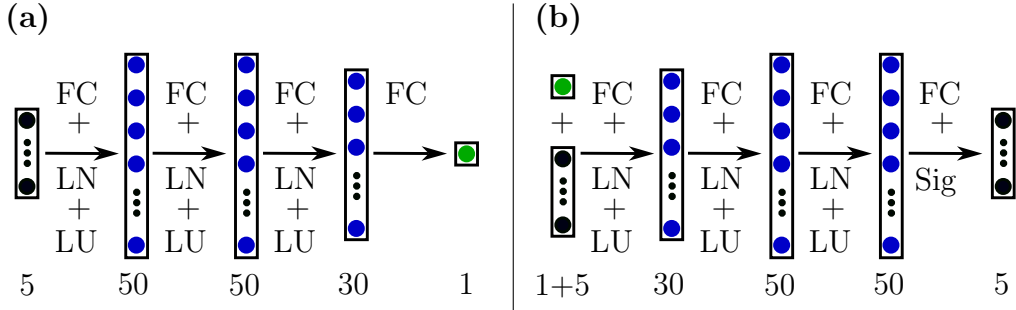 (a)
FC FC FC FC
+ + +
LN LN LN
+ + +
LU LU LU
5 50 50 30 1
(b)
FC FC FC FC
+ + + + +
LN LN LN Sig
+ + +
LU LU LU
1+5 30 50 50 5